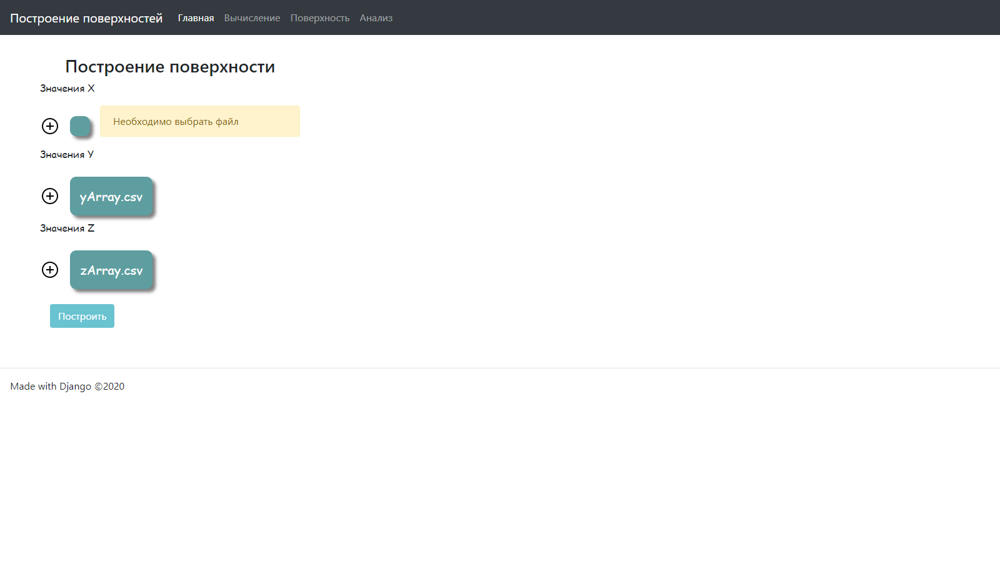 Построение поверхностей Главная Вычисление Поверхность Анализ
Построение поверхности
Значения X
Необходимо выбрать файл
Значения Y
yArray.csv
Значения Z
zArray.csv
Построить
Made with Django ©2020